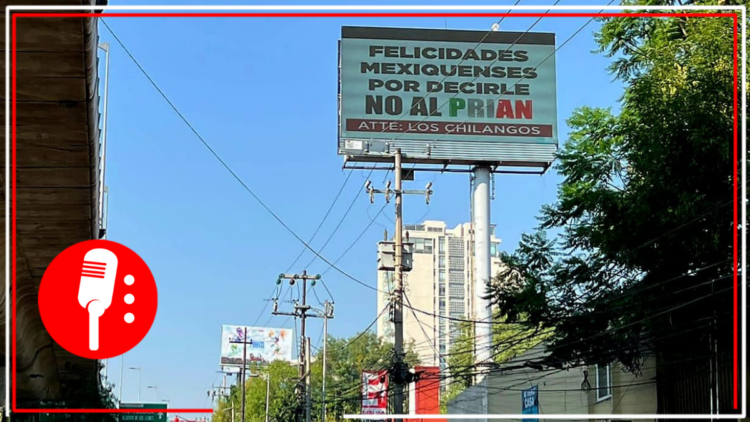 FELICIDADES
MEXIQUENSES
POR DECIRLE
NO AL PRIAN
ATTE: LOS CHILANGOS